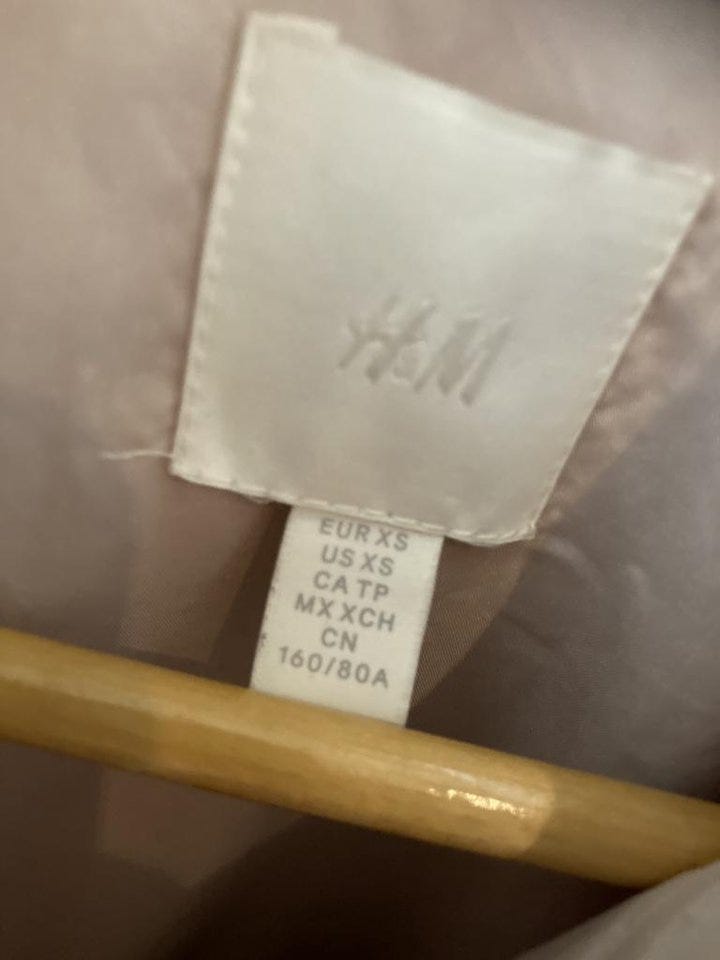 H&M
EUR XS
US XS
CA TP
MX XCH
CN
160/80A